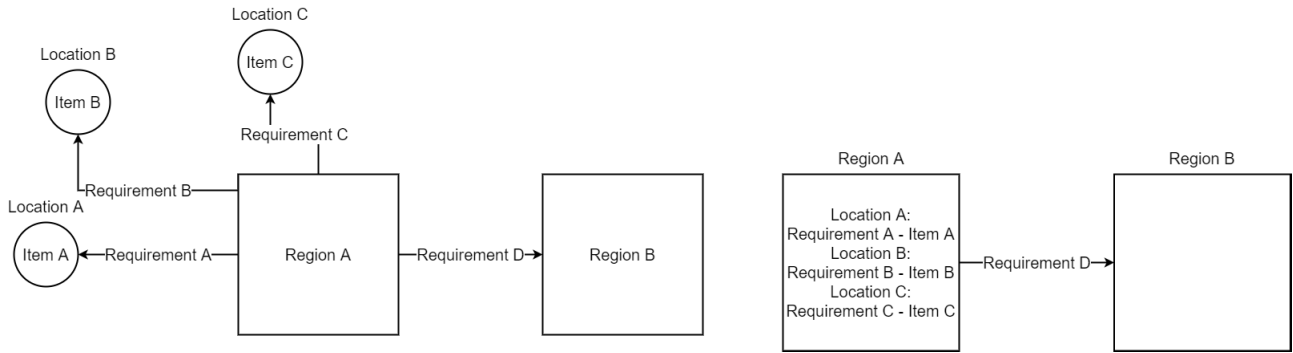 Location C
Item C
Location B
Item B
Requirement C
Requirement B
Location A
Item A
Requirement A
Region A
Requirement D
Region B
Region A
Location A:
Requirement A - Item A
Location B:
Requirement B - Item B
Location C:
Requirement C - Item C
Requirement D
Region B